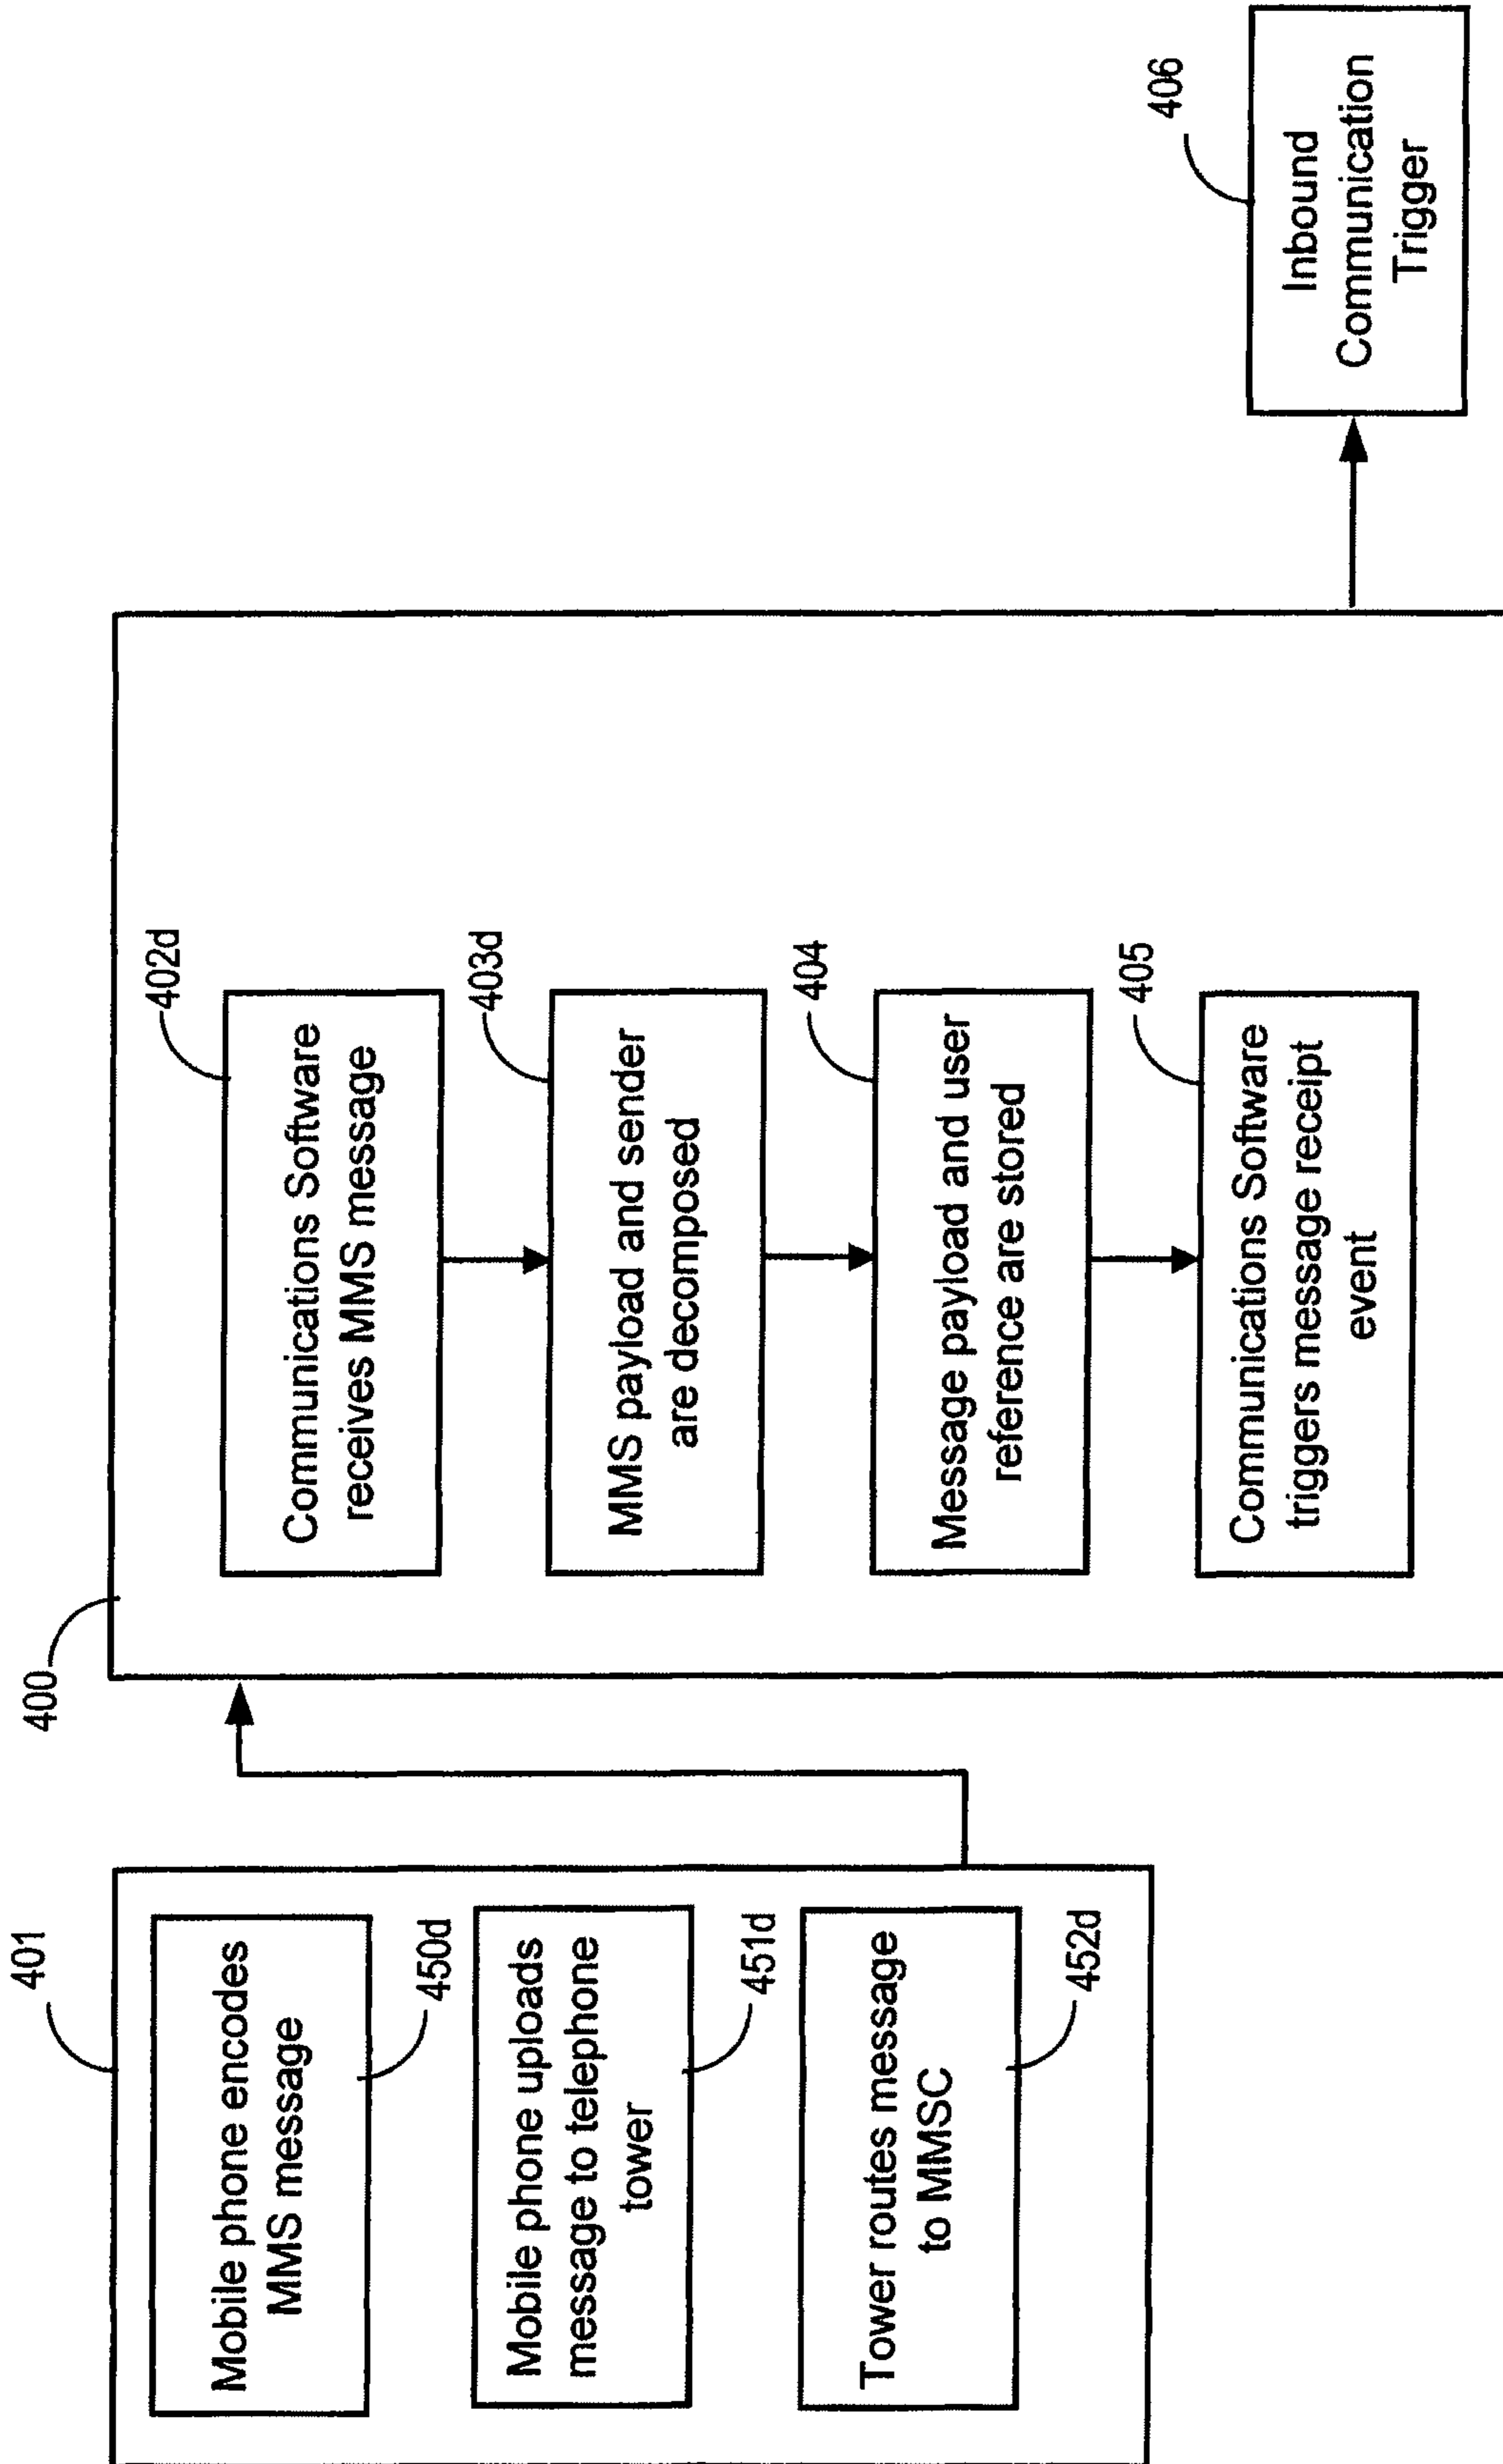 401
Mobile phone encodes
MMS message
450d
Mobile phone uploads
message to telephone
tower
451d
Tower routes message
to MMSC
452d
400
402d
Communications Software
receives MMS message
403d
MMS payload and sender
are decomposed
404
Message payload and user
reference are stored
405
Communications Software
triggers message receipt
event
406
Inbound
Communication
Trigger